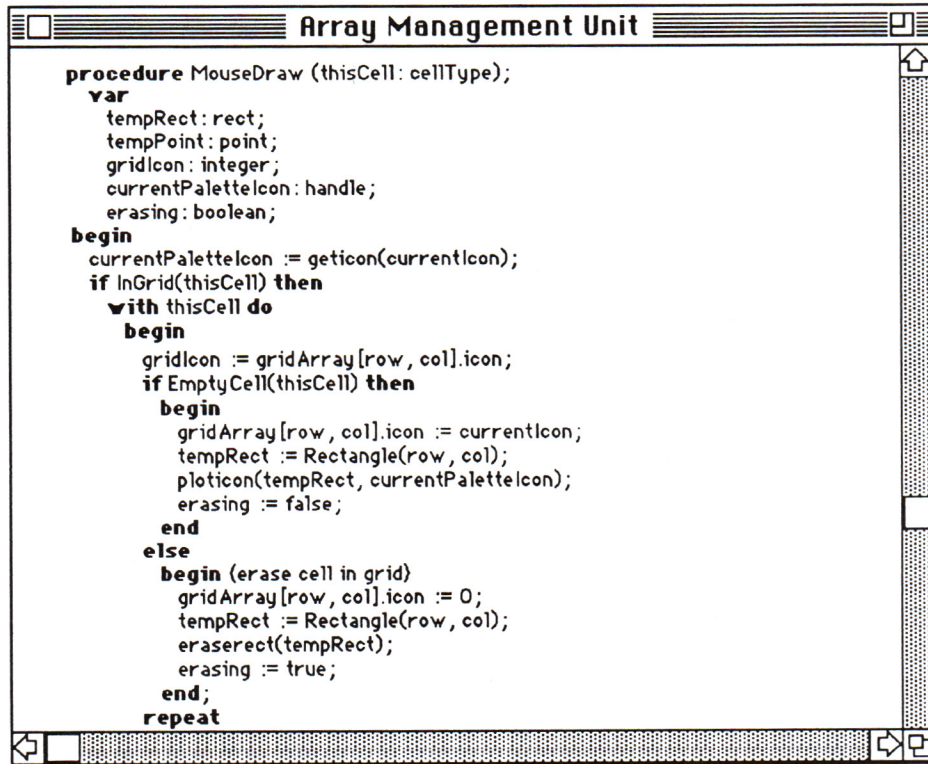 Array Management Unit
procedure MouseDraw (thisCell: cellType);
var
tempRect: rect;
tempPoint: point;
gridIcon: integer;
currentPaletteIcon: handle;
erasing: boolean;
begin
currentPaletteIcon := geticon(currentIcon);
if InGrid(thisCell) then
with thisCell do
begin
gridIcon := gridArray[row, col].icon;
if EmptyCell(thisCell) then
begin
gridArray[row, col].icon := currentIcon;
tempRect := Rectangle(row, col);
ploticon(tempRect, currentPaletteIcon);
erasing := false;
end
else
begin {erase cell in grid}
gridArray[row, col].icon := 0;
tempRect := Rectangle(row, col);
eraserect(tempRect);
erasing := true;
end;
repeat